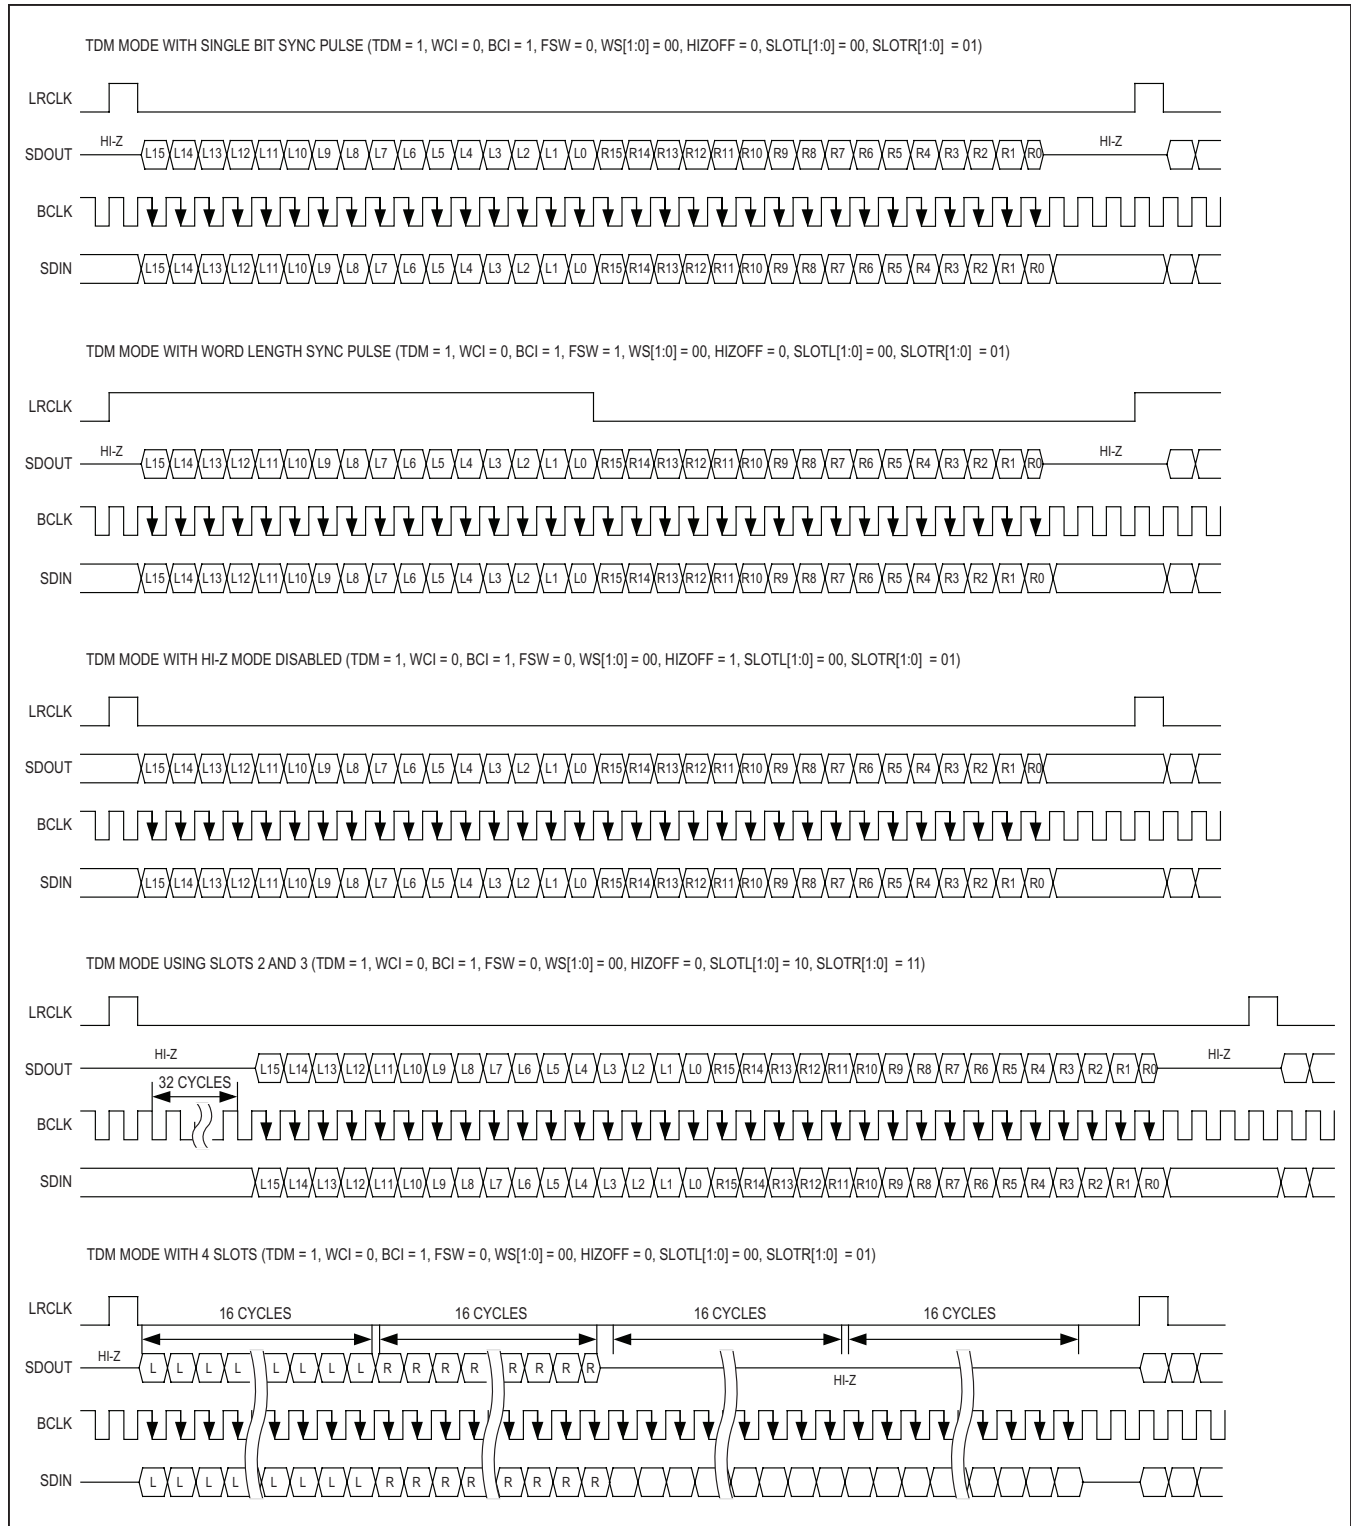 TDM MODE WITH SINGLE BIT SYNC PULSE (TDM = 1, WCI = 0, BCI = 1, FSW = 0, WS[1:0] = 00, HIZOFF = 0, SLOTL[1:0] = 00, SLOTR[1:0] = 01)
LRCLK
HI-Z HI-Z
SDOUT L15 L14 L13 L12 L11 L10 L9 L8 L7 L6 L5 L4 L3 L2 L1 L0 R15 R14 R13 R12 R11 R10 R9 R8 R7 R6 R5 R4 R3 R2 R1 R0
BCLK
SDIN L15 L14 L13 L12 L11 L10 L9 L8 L7 L6 L5 L4 L3 L2 L1 L0 R15 R14 R13 R12 R11 R10 R9 R8 R7 R6 R5 R4 R3 R2 R1 R0
TDM MODE WITH WORD LENGTH SYNC PULSE (TDM = 1, WCI = 0, BCI = 1, FSW = 1, WS[1:0] = 00, HIZOFF = 0, SLOTL[1:0] = 00, SLOTR[1:0] = 01)
LRCLK
HI-Z HI-Z
SDOUT L15 L14 L13 L12 L11 L10 L9 L8 L7 L6 L5 L4 L3 L2 L1 L0 R15 R14 R13 R12 R11 R10 R9 R8 R7 R6 R5 R4 R3 R2 R1 R0
BCLK
SDIN L15 L14 L13 L12 L11 L10 L9 L8 L7 L6 L5 L4 L3 L2 L1 L0 R15 R14 R13 R12 R11 R10 R9 R8 R7 R6 R5 R4 R3 R2 R1 R0
TDM MODE WITH HI-Z MODE DISABLED (TDM = 1, WCI = 0, BCI = 1, FSW = 0, WS[1:0] = 00, HIZOFF = 1, SLOTL[1:0] = 00, SLOTR[1:0] = 01)
LRCLK
SDOUT L15 L14 L13 L12 L11 L10 L9 L8 L7 L6 L5 L4 L3 L2 L1 L0 R15 R14 R13 R12 R11 R10 R9 R8 R7 R6 R5 R4 R3 R2 R1 R0
BCLK
SDIN L15 L14 L13 L12 L11 L10 L9 L8 L7 L6 L5 L4 L3 L2 L1 L0 R15 R14 R13 R12 R11 R10 R9 R8 R7 R6 R5 R4 R3 R2 R1 R0
TDM MODE USING SLOTS 2 AND 3 (TDM = 1, WCI = 0, BCI = 1, FSW = 0, WS[1:0] = 00, HIZOFF = 0, SLOTL[1:0] = 10, SLOTR[1:0] = 11)
LRCLK
HI-Z HI-Z
SDOUT L15 L14 L13 L12 L11 L10 L9 L8 L7 L6 L5 L4 L3 L2 L1 L0 R15 R14 R13 R12 R11 R10 R9 R8 R7 R6 R5 R4 R3 R2 R1 R0
32 CYCLES
BCLK
SDIN L15 L14 L13 L12 L11 L10 L9 L8 L7 L6 L5 L4 L3 L2 L1 L0 R15 R14 R13 R12 R11 R10 R9 R8 R7 R6 R5 R4 R3 R2 R1 R0
TDM MODE WITH 4 SLOTS (TDM = 1, WCI = 0, BCI = 1, FSW = 0, WS[1:0] = 00, HIZOFF = 0, SLOTL[1:0] = 00, SLOTR[1:0] = 01)
LRCLK 16 CYCLES 16 CYCLES 16 CYCLES 16 CYCLES
HI-Z
SDOUT L L L L L L L L R R R R R R R R
HI-Z
BCLK
SDIN L L L L L L L L R R R R R R R R